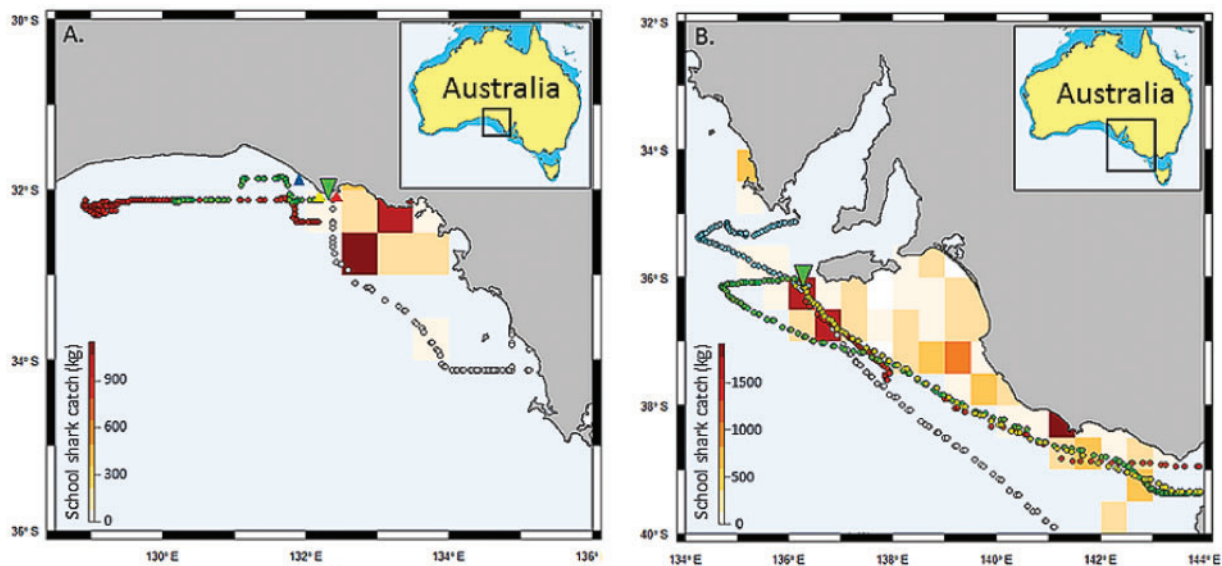 A.
Australia
30° S
32° S
34° S
36° S
School shark catch (kg)
900
600
300
0
130° E
132° E
134° E
136°
B.
Australia
32° S
34° S
36° S
38° S
40° S
School shark catch (kg)
1500
1000
500
0
134° E
136° E
138° E
140° E
142° E
144° E